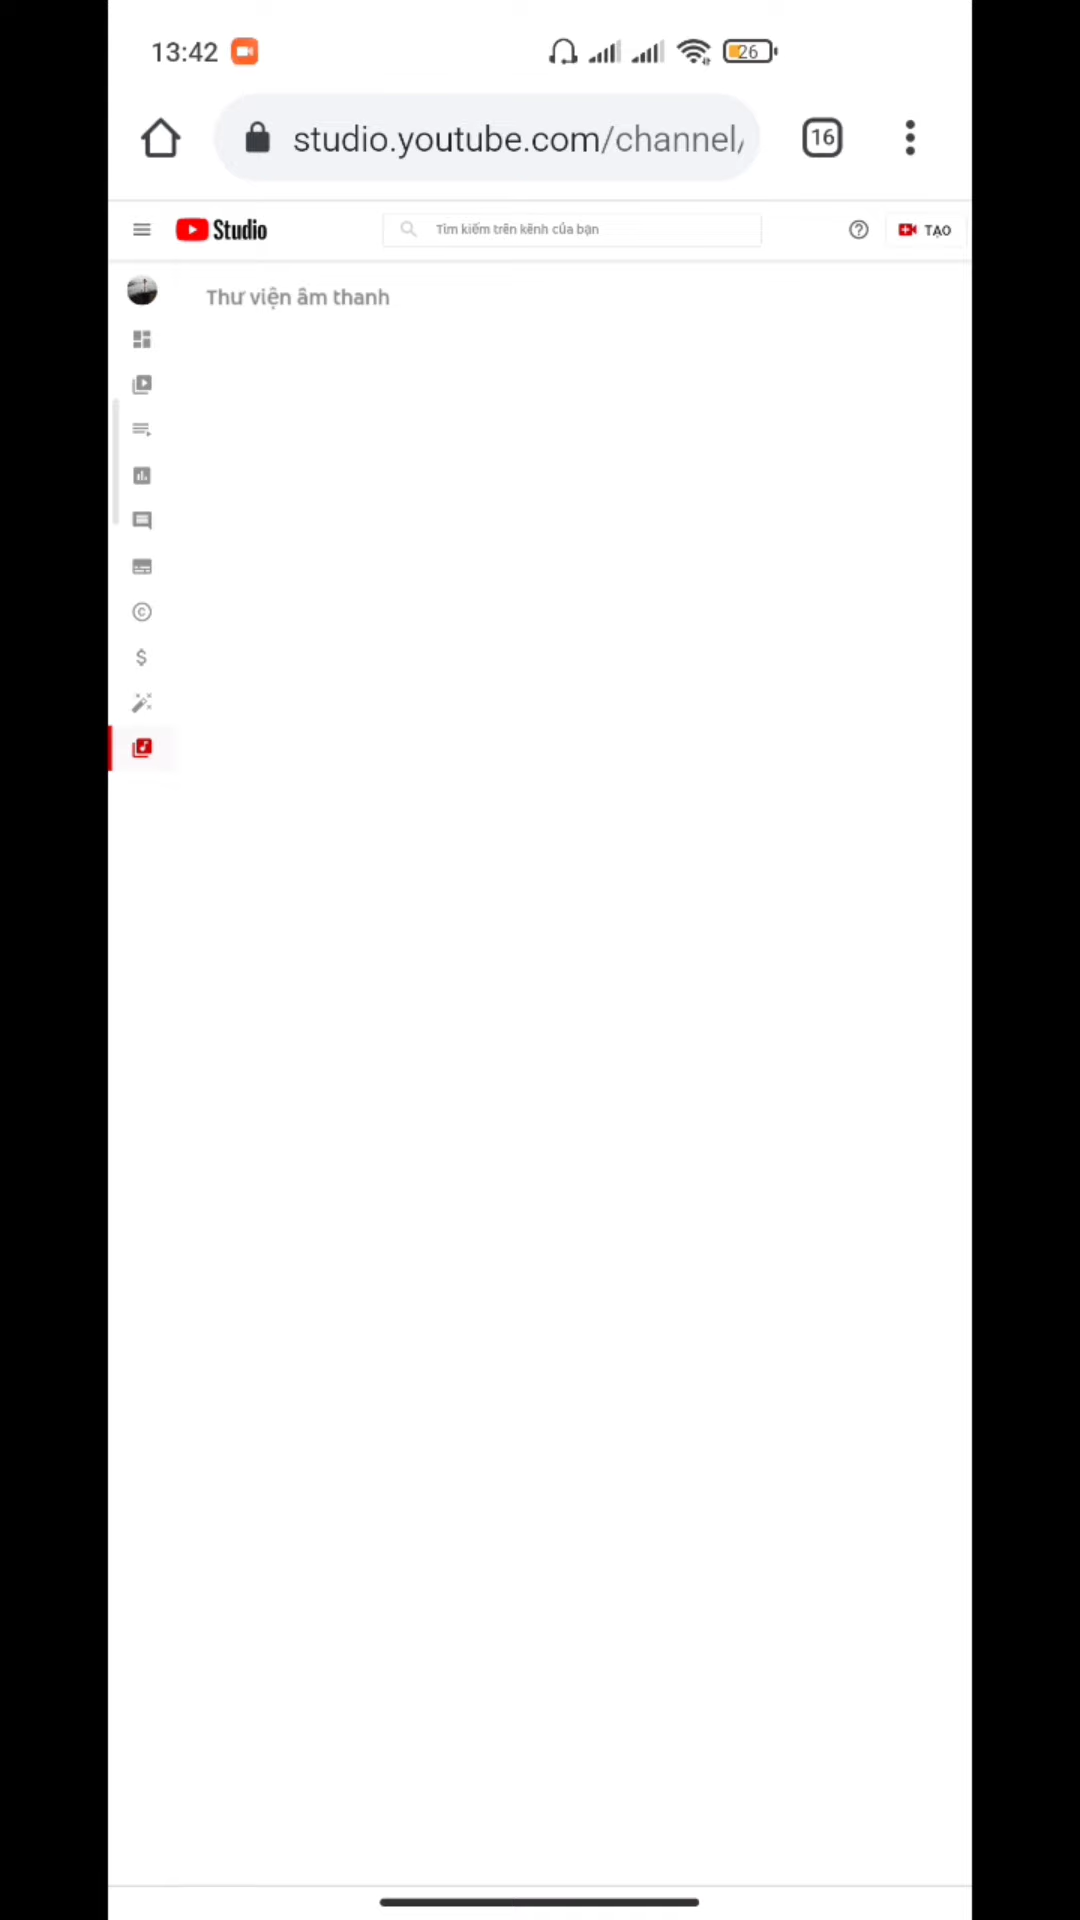 13:42
26
studio.youtube.com/channel/
16
Studio
Tìm kiếm trên kênh của bạn
TẠO
Thư viện âm thanh